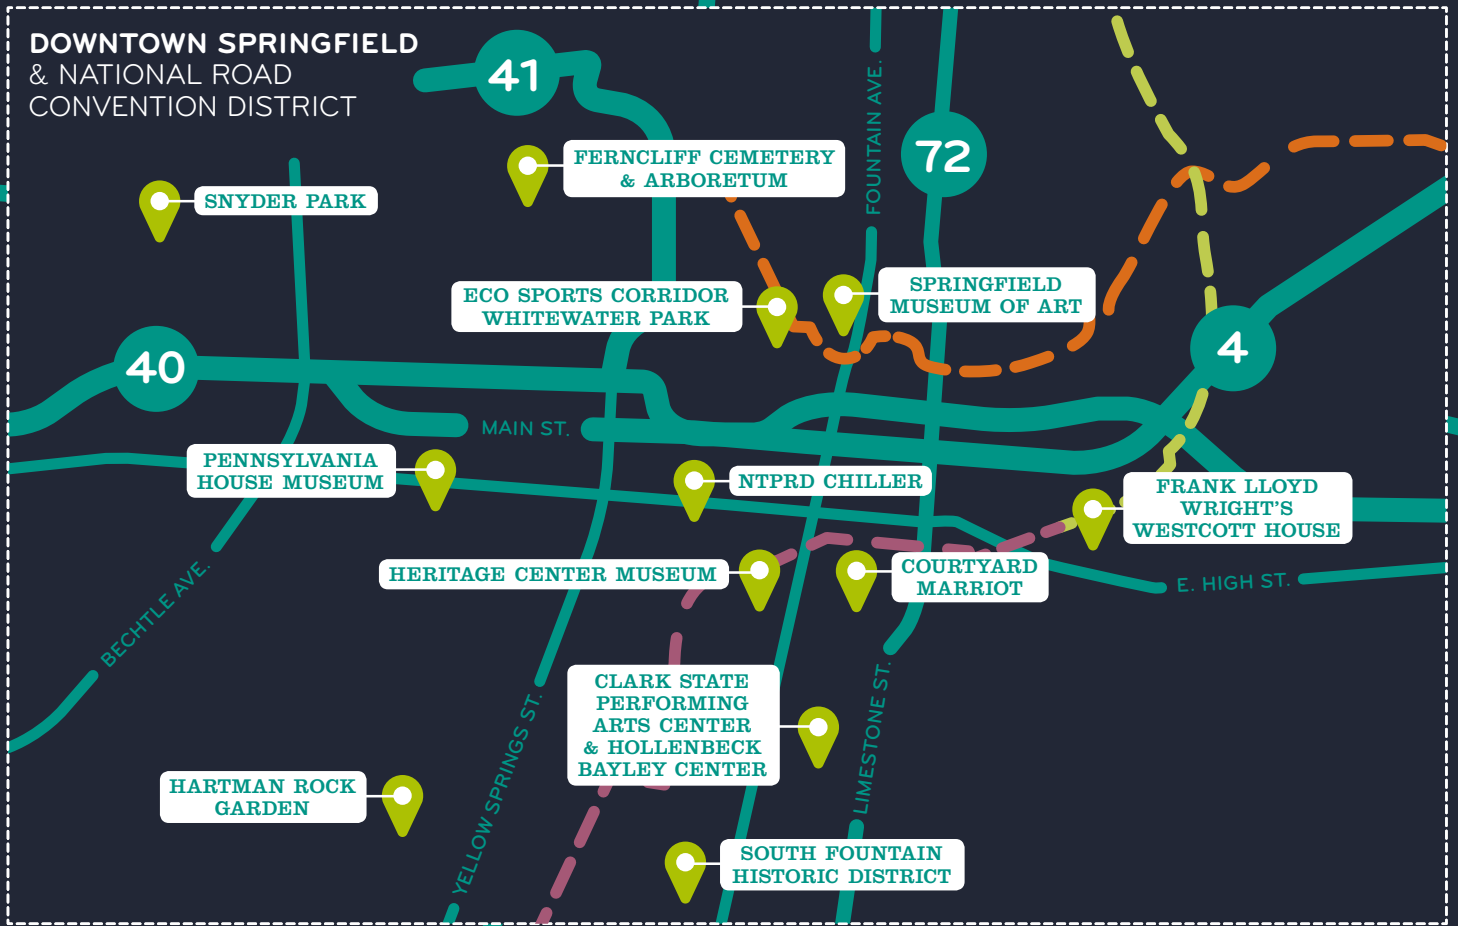 DOWNTOWN SPRINGFIELD
& NATIONAL ROAD
CONVENTION DISTRICT
41
FOUNTAIN AVE.
72
FERNCLIFF CEMETERY
& ARBORETUM
SNYDER PARK
ECO SPORTS CORRIDOR
WHITEWATER PARK
SPRINGFIELD
MUSEUM OF ART
4
40
MAIN ST.
PENNSYLVANIA
HOUSE MUSEUM
NTPRD CHILLER
FRANK LLOYD
WRIGHT'S
WESTCOTT HOUSE
HERITAGE CENTER MUSEUM
COURTYARD
MARRIOT
E. HIGH ST.
BECHTLE AVE.
CLARK STATE
PERFORMING
ARTS CENTER
& HOLLENBECK
BAYLEY CENTER
LIMESTONE ST.
YELLOW SPRINGS ST.
HARTMAN ROCK
GARDEN
SOUTH FOUNTAIN
HISTORIC DISTRICT